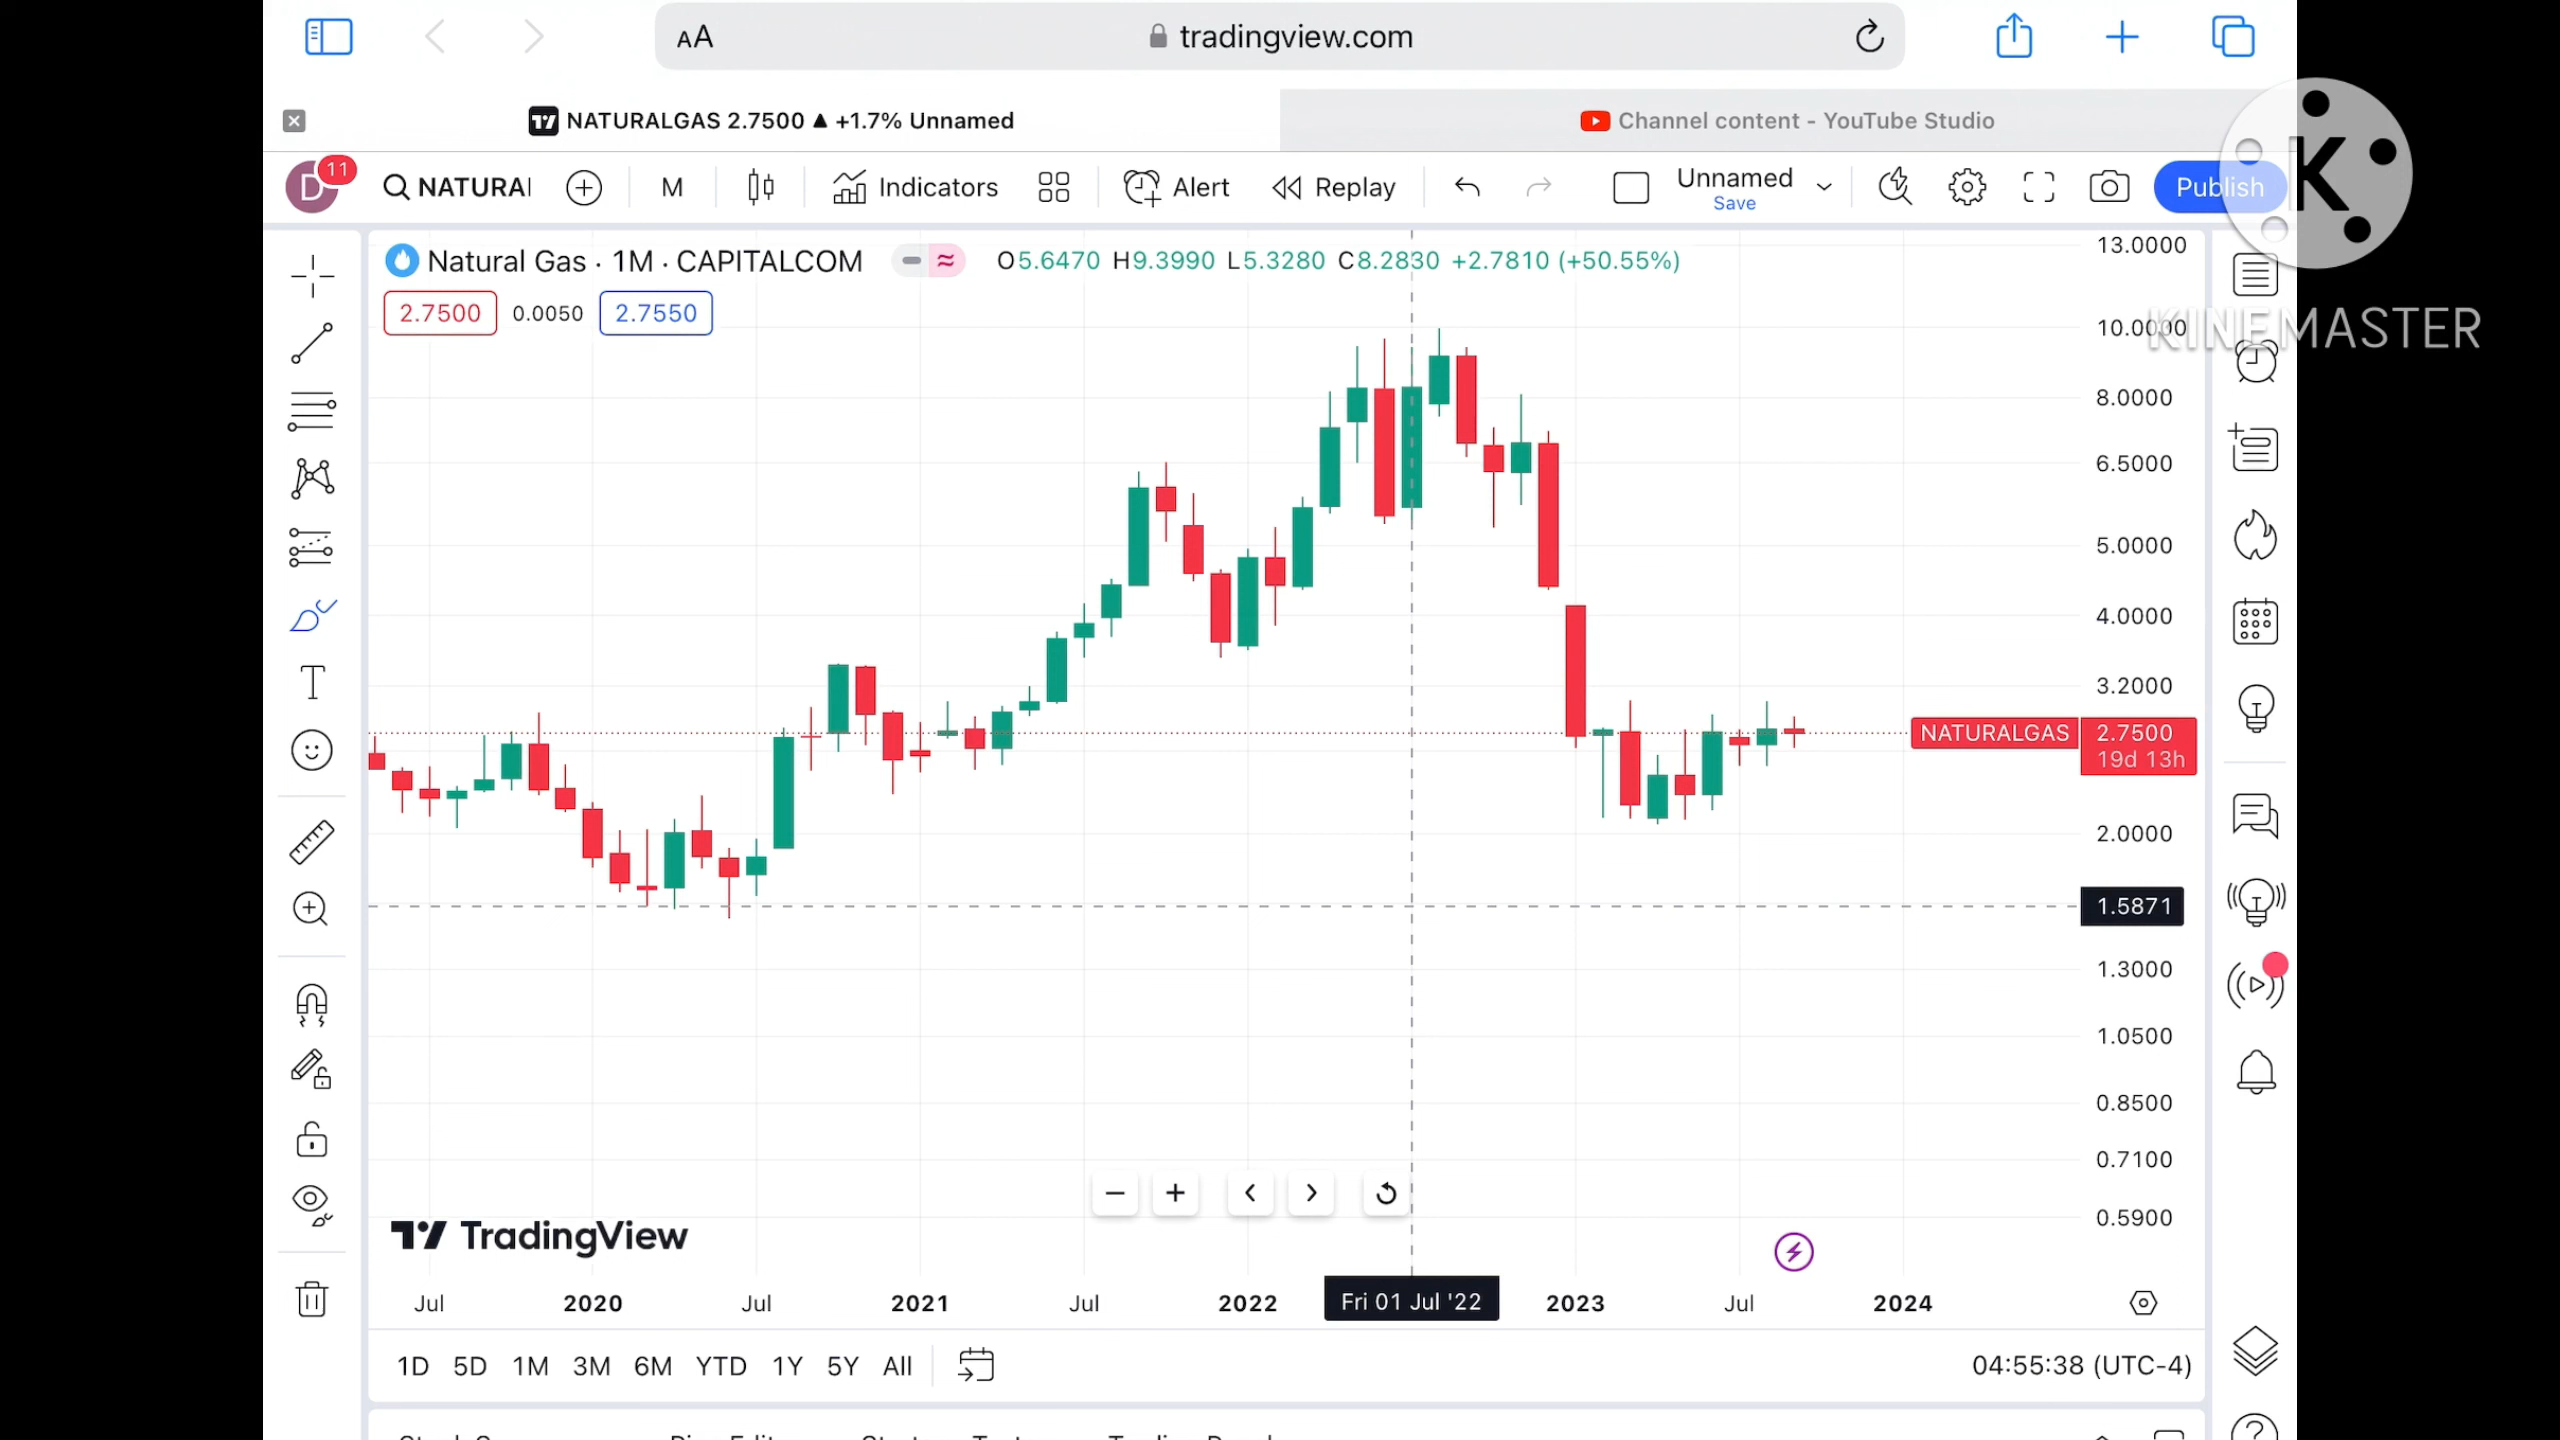 AA tradingview.com
NATURALGAS 2.7500 ▲ +1.7% Unnamed
Channel content - YouTube Studio
D 11 NATURAL M Indicators Alert Replay Unnamed Save Publish
K
KINEMASTER
Natural Gas · 1M · CAPITALCOM O5.6470 H9.3990 L5.3280 C8.2830 +2.7810 (+50.55%)
2.7500 0.0050 2.7550
13.0000
10.0000
8.0000
6.5000
5.0000
4.0000
3.2000
NATURALGAS 2.7500
19d 13h
2.0000
1.5871
1.3000
1.0500
0.8500
0.7100
0.5900
TradingView
Jul 2020 Jul 2021 Jul 2022 Fri 01 Jul '22 2023 Jul 2024
1D 5D 1M 3M 6M YTD 1Y 5Y All 04:55:38 (UTC-4)